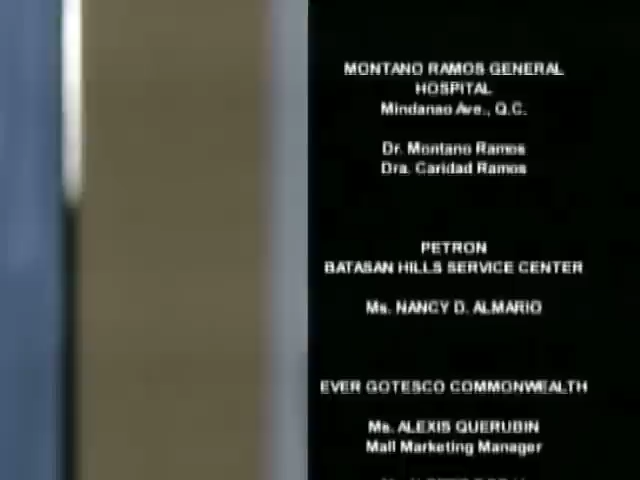 MONTANO RAMOS GENERAL
HOSPITAL
Mindanao Ave., Q.C.
Dr. Montano Ramos
Dra. Caridad Ramos
PETRON
BATASAN HILLS SERVICE CENTER
Ms. NANCY D. ALMARIO
EVER GOTESCO COMMONWEALTH
Ms. ALEXIS QUERUBIN
Mall Marketing Manager